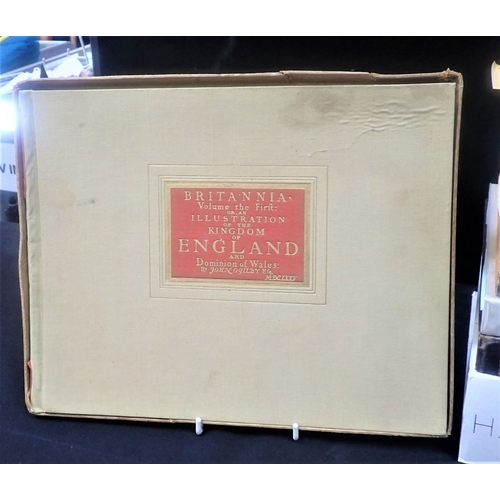 BRITANNIA,
Volume the First:
OR, AN
ILLUSTRATION
OF THE
KINGDOM
OF
ENGLAND
AND
Dominion of Wales:
By JOHN OGILBY Esq.
MDCLXXV
W IN
H